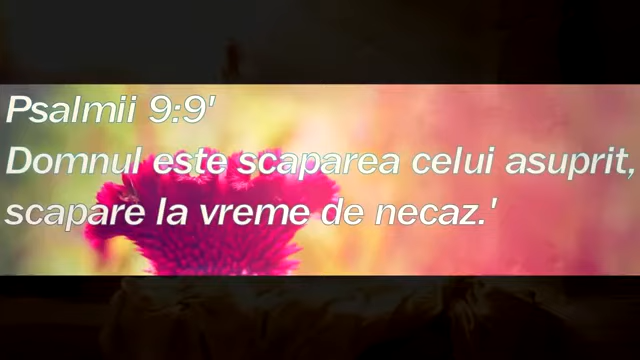 Psalmii 9:9'
Domnul este scaparea celui asuprit,
scapare la vreme de necaz.'